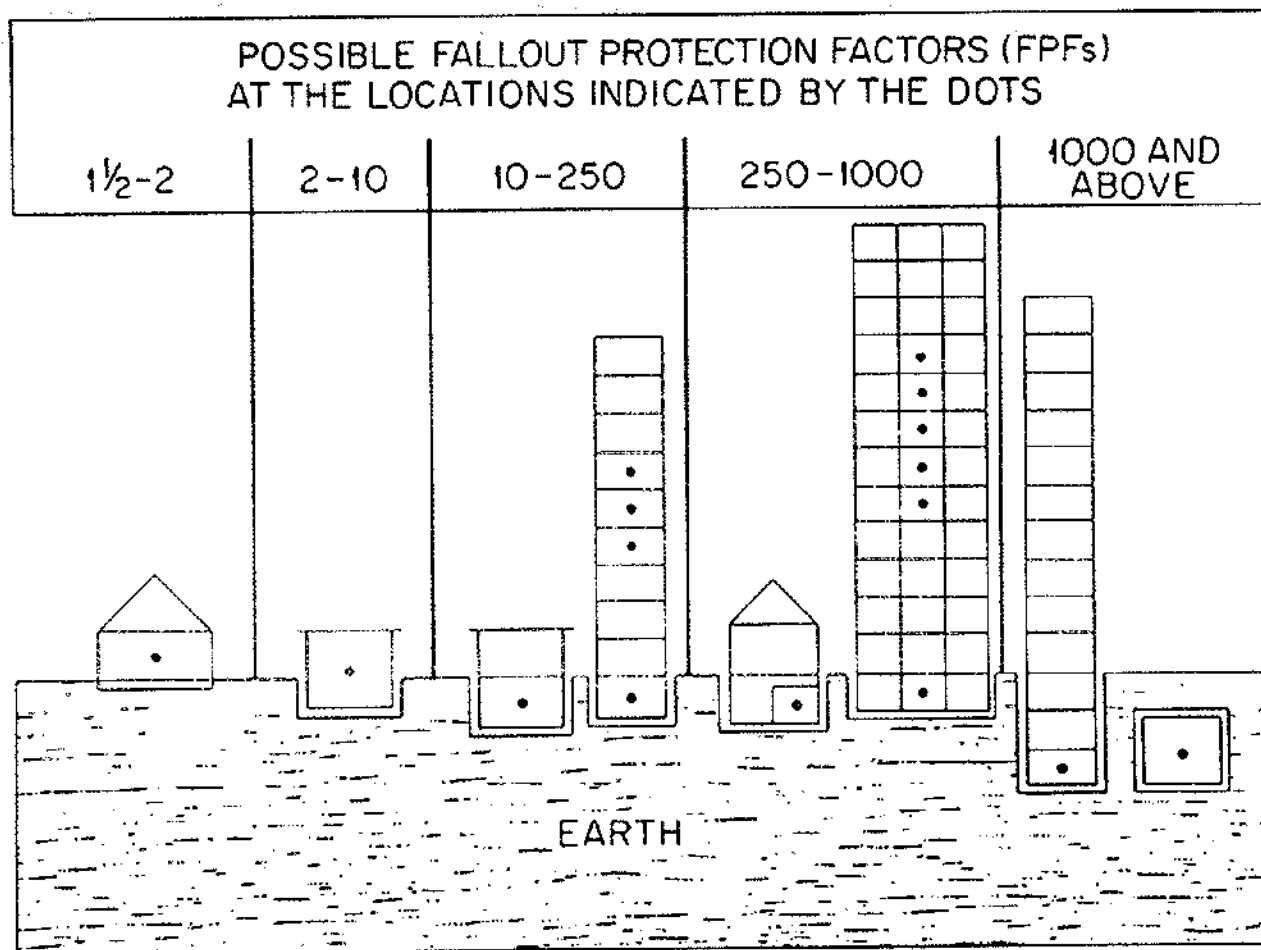 POSSIBLE FALLOUT PROTECTION FACTORS (FPFs)
AT THE LOCATIONS INDICATED BY THE DOTS
1½-2
2-10
10-250
250-1000
1000 AND
ABOVE
EARTH